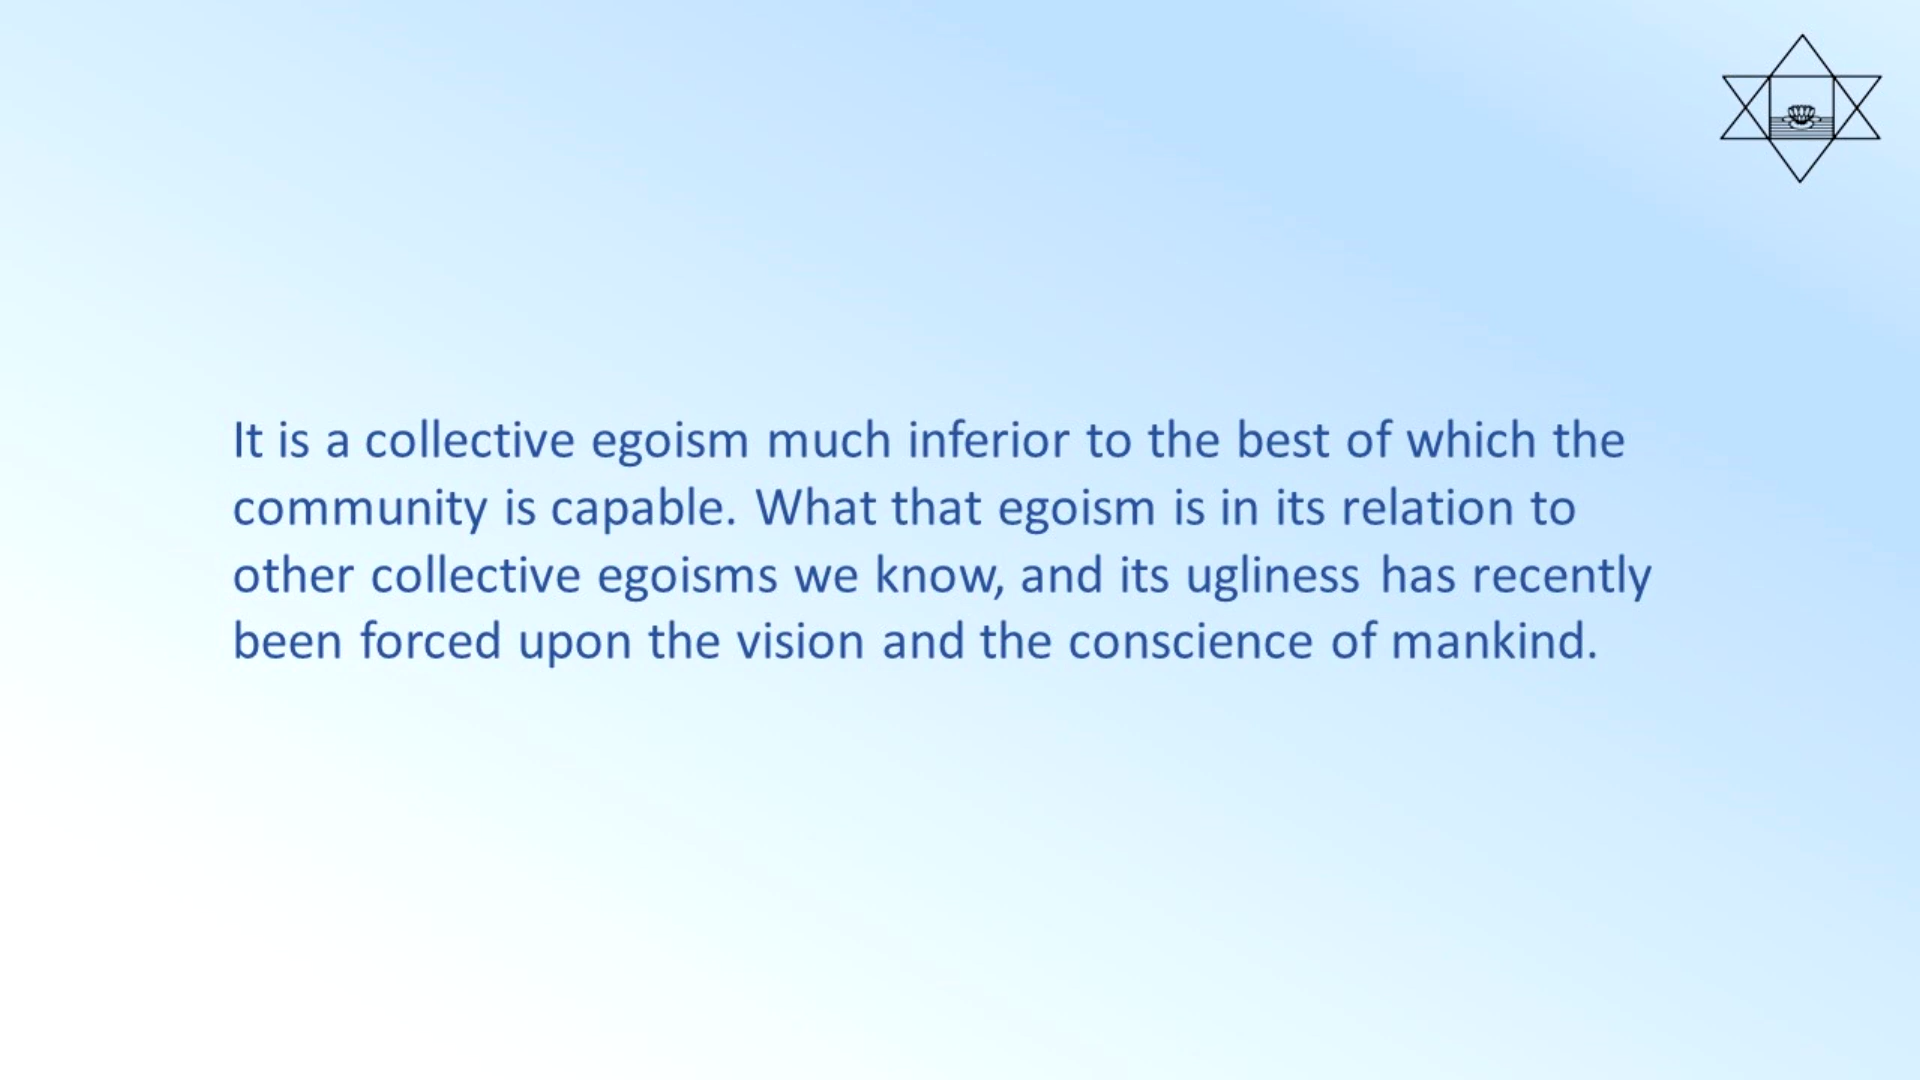 It is a collective egoism much inferior to the best of which the
community is capable. What that egoism is in its relation to
other collective egoisms we know, and its ugliness has recently
been forced upon the vision and the conscience of mankind.